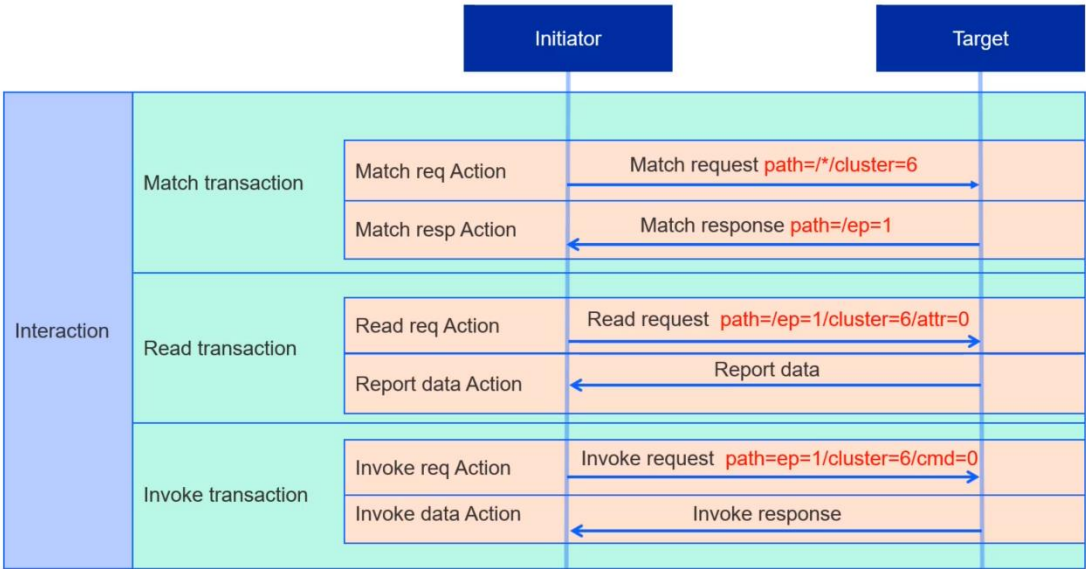 Initiator
Target
Interaction
Match transaction
Match req Action
Match request path=/*/cluster=6
Match resp Action
Match response path=/ep=1
Read transaction
Read req Action
Read request path=/ep=1/cluster=6/attr=0
Report data Action
Report data
Invoke transaction
Invoke req Action
Invoke request path=ep=1/cluster=6/cmd=0
Invoke data Action
Invoke response